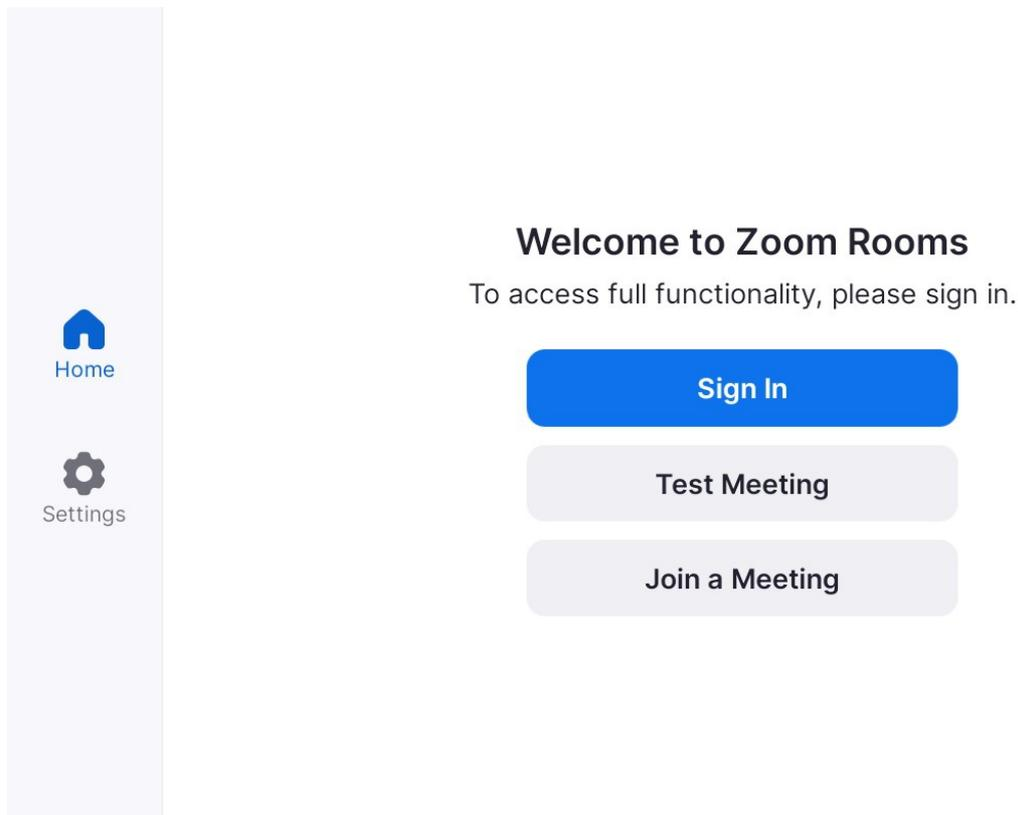 Home
Settings
Welcome to Zoom Rooms
To access full functionality, please sign in.
Sign In
Test Meeting
Join a Meeting